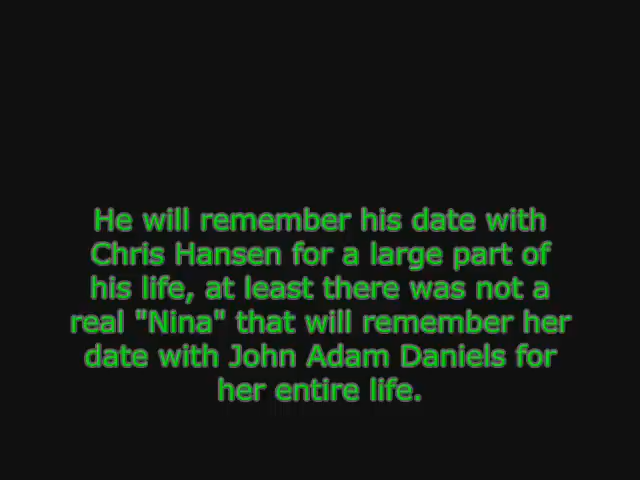 He will remember his date with
Chris Hansen for a large part of
his life, at least there was not a
real "Nina" that will remember her
date with John Adam Daniels for
her entire life.